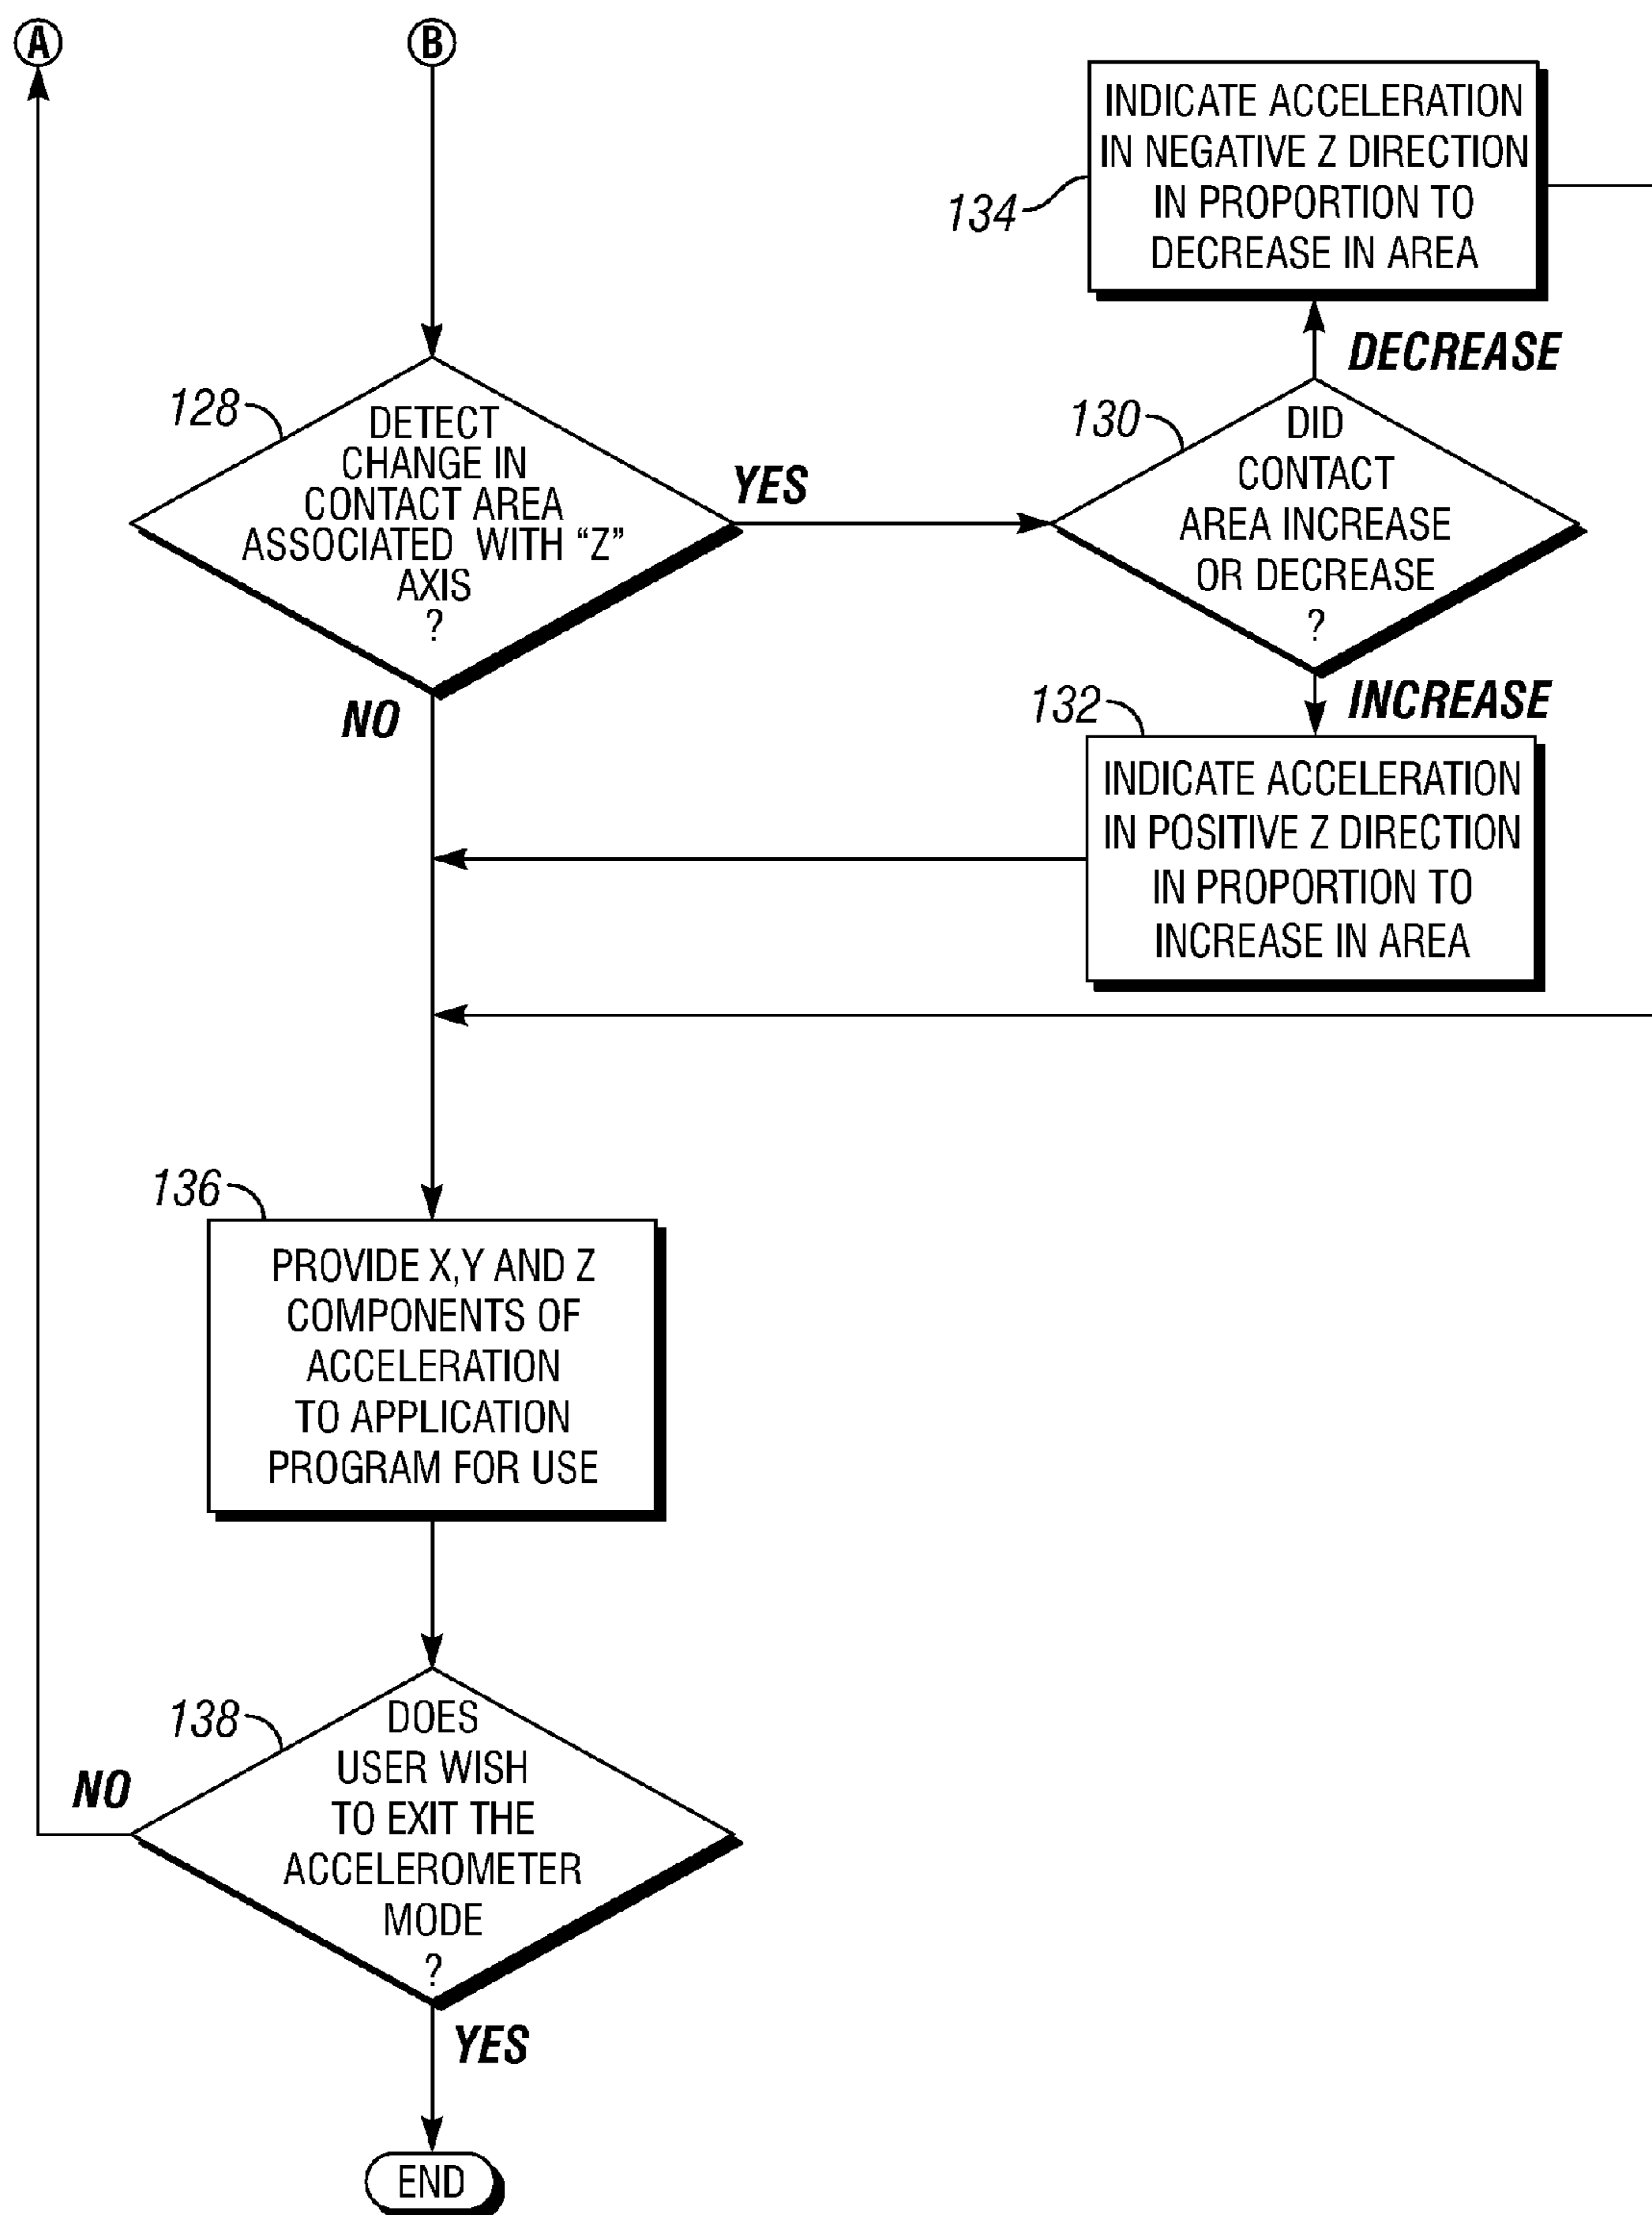 A
B
INDICATE ACCELERATION
IN NEGATIVE Z DIRECTION
IN PROPORTION TO
DECREASE IN AREA
134
DECREASE
128
DETECT
CHANGE IN
CONTACT AREA
ASSOCIATED WITH “Z”
AXIS
?
YES
NO
130
DID
CONTACT
AREA INCREASE
OR DECREASE
?
INCREASE
132
INDICATE ACCELERATION
IN POSITIVE Z DIRECTION
IN PROPORTION TO
INCREASE IN AREA
136
PROVIDE X,Y AND Z
COMPONENTS OF
ACCELERATION
TO APPLICATION
PROGRAM FOR USE
138
DOES
USER WISH
TO EXIT THE
ACCELEROMETER
MODE
?
NO
YES
END